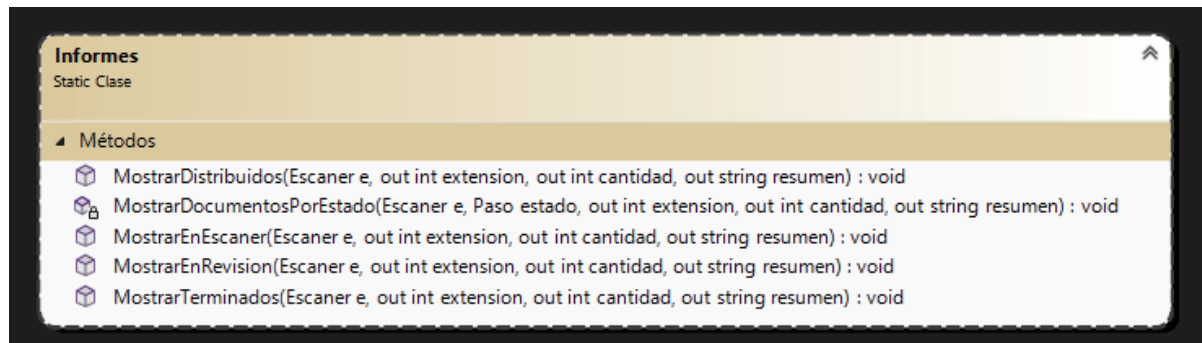 Informes
Static Clase
Métodos
MostrarDistribuidos(Escaner e, out int extension, out int cantidad, out string resumen) : void
MostrarDocumentosPorEstado(Escaner e, Paso estado, out int extension, out int cantidad, out string resumen) : void
MostrarEnEscaner(Escaner e, out int extension, out int cantidad, out string resumen) : void
MostrarEnRevision(Escaner e, out int extension, out int cantidad, out string resumen) : void
MostrarTerminados(Escaner e, out int extension, out int cantidad, out string resumen) : void